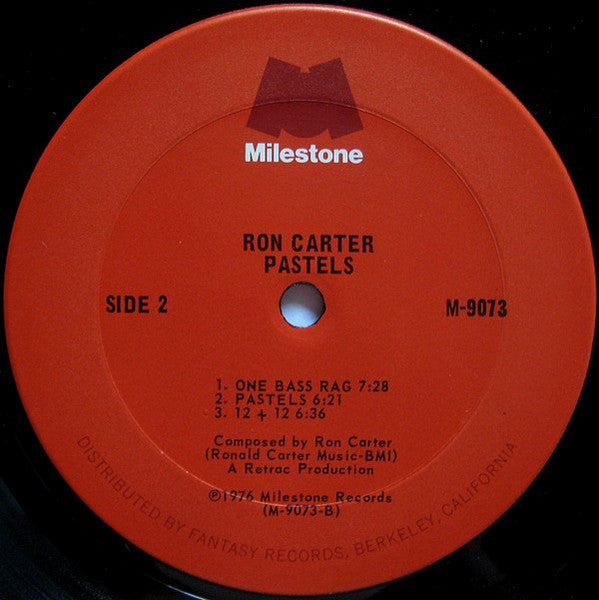 Milestone
RON CARTER
PASTELS
SIDE 2
M-9073
1. ONE BASS RAG 7:28
2. PASTELS 6:21
3. 12 + 12 6:36
Composed by Ron Carter
(Ronald Carter Music-BMI)
A Retrac Production
℗1976 Milestone Records
(M-9073-B)
DISTRIBUTED BY FANTASY RECORDS, BERKELEY, CALIFORNIA